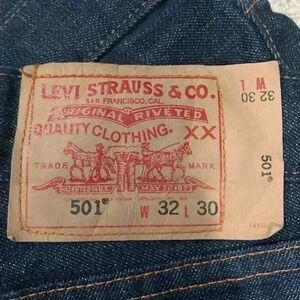 LEVI STRAUSS & CO.
SAN FRANCISCO, CAL.
ORIGINAL RIVETED
QUALITY CLOTHING. XX
TRADE MARK
501® W 32 L 30
W L
32 30
501®